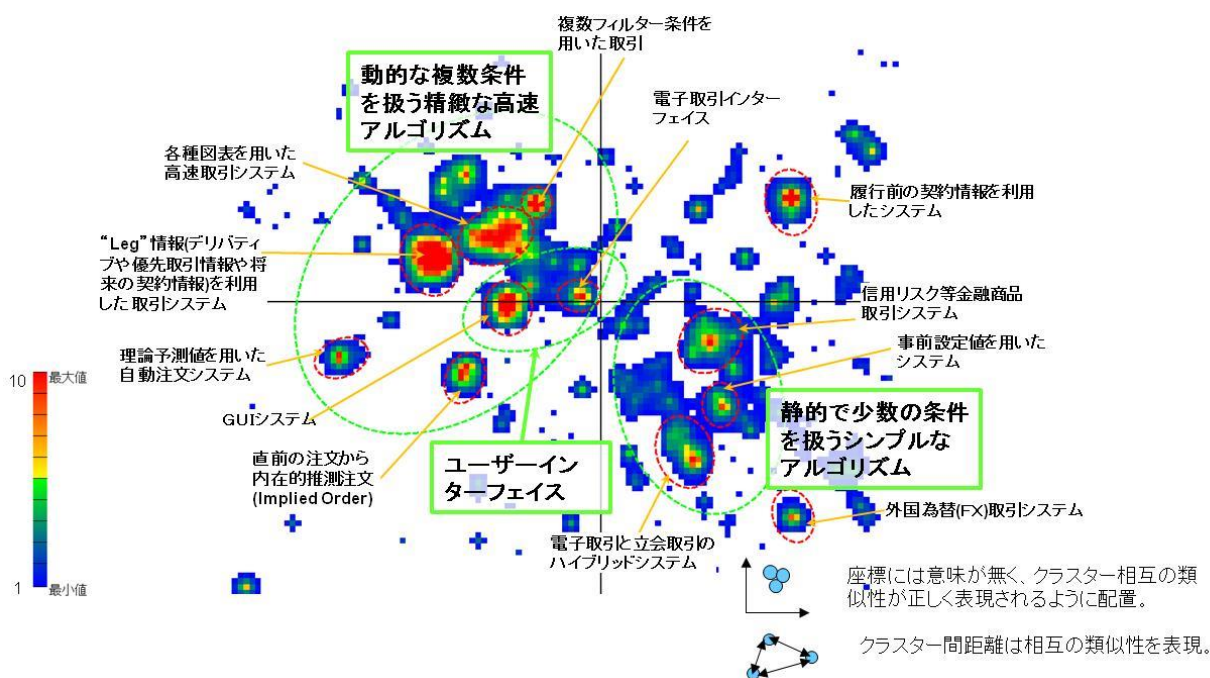 複数フィルター条件を
用いた取引
動的な複数条件
を扱う精緻な高速
アルゴリズム
電子取引インター
フェイス
各種図表を用いた
高速取引システム
履行前の契約情報を利用
したシステム
“Leg”情報(デリバティ
ブや優先取引情報や将
来の契約情報)を利用
した取引システム
信用リスク等金融商品
取引システム
理論予測値を用いた
自動注文システム
事前設定値を用いた
システム
10
最大値
GUIシステム
静的で少数の条件
を扱うシンプルな
アルゴリズム
直前の注文から
内在的推測注文
(Implied Order)
ユーザーイン
ターフェイス
外国為替(FX)取引システム
電子取引と立会取引の
ハイブリッドシステム
1
最小値
座標には意味が無く、クラスター相互の類
似性が正しく表現されるように配置。
クラスター間距離は相互の類似性を表現。